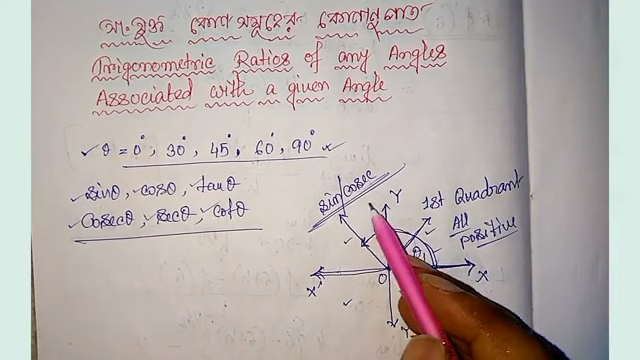 সংযুক্ত কোণ সমূহের কোণানুপাত
Trigonometric Ratios of any Angles
Associated with a given Angle
✓ θ = 0°, 30°, 45°, 60°, 90°
✓ sinθ, ✓ cosθ, ✓ tanθ
✓ Cosecθ, ✓ secθ, ✓ cotθ
sin/cosec
Y
1st Quadrant
All
positive
θ₁
X' O X
Y'